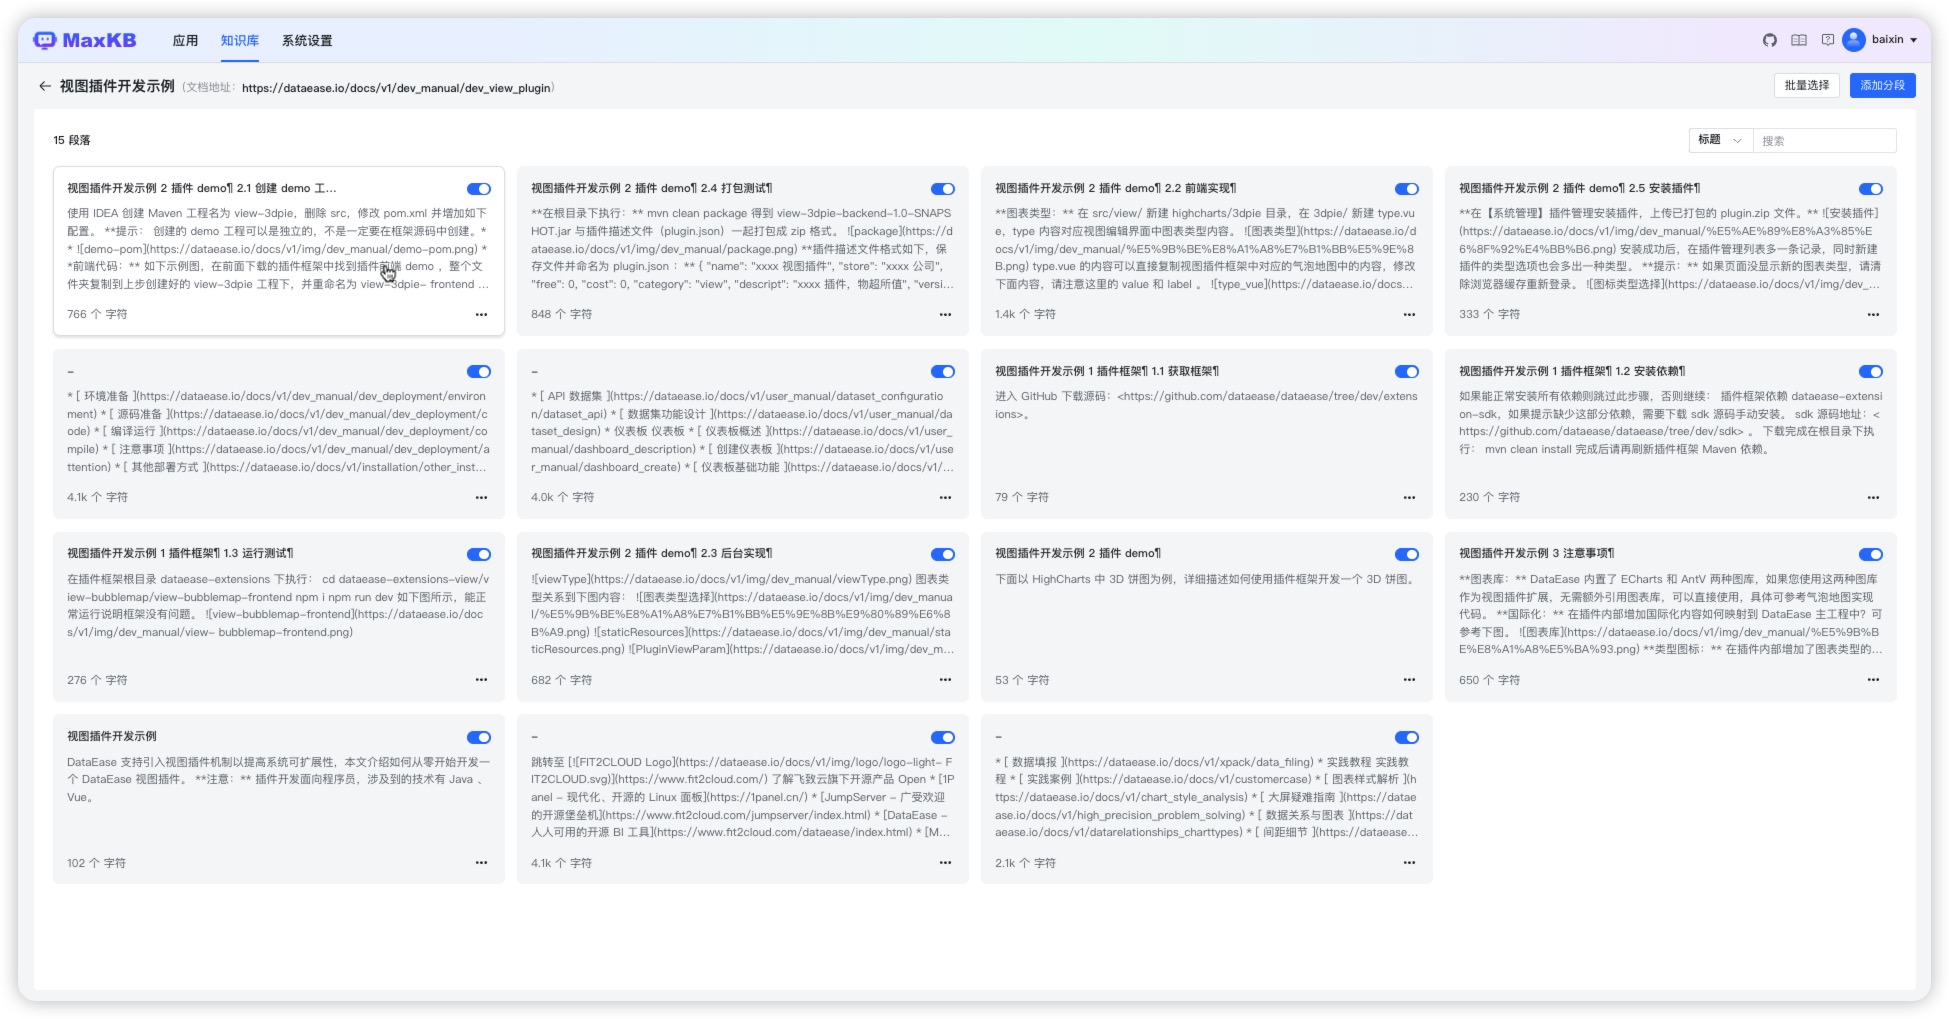 MaxKB 应用 知识库 系统设置 baixin
视图插件开发示例 (文档地址: https://dataease.io/docs/v1/dev_manual/dev_view_plugin) 批量选择 添加分段
15 段落 标题 搜索
视图插件开发示例 2 插件 demo¶ 2.1 创建 demo 工...
使用 IDEA 创建 Maven 工程名为 view-3dpie，删除 src，修改 pom.xml 并增加如下
配置。 **提示： 创建的 demo 工程可以是独立的，不是一定要在框架源码中创建。*
* ![demo-pom](https://dataease.io/docs/v1/img/dev_manual/demo-pom.png) *
*前端代码：** 如下示例图，在前面下载的插件框架中找到插件前端 demo ，整个文
件夹复制到上步创建好的 view-3dpie 工程下，并重命名为 view-3dpie- frontend ...
766 个 字符
视图插件开发示例 2 插件 demo¶ 2.4 打包测试¶
**在根目录下执行：** mvn clean package 得到 view-3dpie-backend-1.0-SNAPS
HOT.jar 与插件描述文件（plugin.json）一起打包成 zip 格式。 ![package](https://d
ataease.io/docs/v1/img/dev_manual/package.png) **插件描述文件格式如下，保
存文件并命名为 plugin.json ：** { "name": "xxxx 视图插件", "store": "xxxx 公司",
"free": 0, "cost": 0, "category": "view", "descript": "xxxx 插件，物超所值", "versi...
848 个 字符
视图插件开发示例 2 插件 demo¶ 2.2 前端实现¶
**图表类型：** 在 src/view/ 新建 highcharts/3dpie 目录，在 3dpie/ 新建 type.vu
e，type 内容对应视图编辑界面中图表类型内容。 ![图表类型](https://dataease.io/d
ocs/v1/img/dev_manual/%E5%9B%BE%E8%A1%A8%E7%B1%BB%E5%9E%8
B.png) type.vue 的内容可以直接复制视图插件框架中对应的气泡地图中的内容，修改
下面内容，请注意这里的 value 和 label 。 ![type_vue](https://dataease.io/docs...
1.4k 个 字符
视图插件开发示例 2 插件 demo¶ 2.5 安装插件¶
**在【系统管理】插件管理安装插件，上传已打包的 plugin.zip 文件。** ![安装插件]
(https://dataease.io/docs/v1/img/dev_manual/%E5%AE%89%E8%A3%85%E
6%8F%92%E4%BB%B6.png) 安装成功后，在插件管理列表多一条记录，同时新建
插件的类型选项也会多出一种类型。 **提示：** 如果页面没显示新的图表类型，请清
除浏览器缓存重新登录。 ![图标类型选择](https://dataease.io/docs/v1/img/dev_...
333 个 字符
-
* [ 环境准备 ](https://dataease.io/docs/v1/dev_manual/dev_deployment/environ
ment) * [ 源码准备 ](https://dataease.io/docs/v1/dev_manual/dev_deployment/c
ode) * [ 编译运行 ](https://dataease.io/docs/v1/dev_manual/dev_deployment/co
mpile) * [ 注意事项 ](https://dataease.io/docs/v1/dev_manual/dev_deployment/a
ttention) * [ 其他部署方式 ](https://dataease.io/docs/v1/installation/other_inst...
4.1k 个 字符
-
* [ API 数据集 ](https://dataease.io/docs/v1/user_manual/dataset_configuratio
n/dataset_api) * [ 数据集功能设计 ](https://dataease.io/docs/v1/user_manual/da
taset_design) * 仪表板 仪表板 * [ 仪表板概述 ](https://dataease.io/docs/v1/user_
manual/dashboard_description) * [ 创建仪表板 ](https://dataease.io/docs/v1/use
r_manual/dashboard_create) * [ 仪表板基础功能 ](https://dataease.io/docs/v1/...
4.0k 个 字符
视图插件开发示例 1 插件框架¶ 1.1 获取框架¶
进入 GitHub 下载源码：<https://github.com/dataease/dataease/tree/dev/extens
ions>。
79 个 字符
视图插件开发示例 1 插件框架¶ 1.2 安装依赖¶
如果能正常安装所有依赖则跳过此步骤，否则继续： 插件框架依赖 dataease-extensi
on-sdk，如果提示缺少这部分依赖，需要下载 sdk 源码手动安装。 sdk 源码地址：<
https://github.com/dataease/dataease/tree/dev/sdk> 。 下载完成在根目录下执
行： mvn clean install 完成后请再刷新插件框架 Maven 依赖。
230 个 字符
视图插件开发示例 1 插件框架¶ 1.3 运行测试¶
在插件框架根目录 dataease-extensions 下执行： cd dataease-extensions-view/v
iew-bubblemap/view-bubblemap-frontend npm i npm run dev 如下图所示，能正
常运行说明框架没有问题。 ![view-bubblemap-frontend](https://dataease.io/doc
s/v1/img/dev_manual/view- bubblemap-frontend.png)
276 个 字符
视图插件开发示例 2 插件 demo¶ 2.3 后台实现¶
![viewType](https://dataease.io/docs/v1/img/dev_manual/viewType.png) 图表类
型关系到下图内容： ![图表类型选择](https://dataease.io/docs/v1/img/dev_manua
l/%E5%9B%BE%E8%A1%A8%E7%B1%BB%E5%9E%8B%E9%80%89%E6%8
B%A9.png) ![staticResources](https://dataease.io/docs/v1/img/dev_manual/sta
ticResources.png) ![PluginViewParam](https://dataease.io/docs/v1/img/dev_m...
682 个 字符
视图插件开发示例 2 插件 demo¶
下面以 HighCharts 中 3D 饼图为例，详细描述如何使用插件框架开发一个 3D 饼图。
53 个 字符
视图插件开发示例 3 注意事项¶
**图表库：** DataEase 内置了 ECharts 和 AntV 两种图库，如果您使用这两种图库
作为视图插件扩展，无需额外引用图表库，可以直接使用，具体可参考气泡地图实现
代码。 **国际化：** 在插件内部增加国际化内容如何映射到 DataEase 主工程中？可
参考下图。 ![图表库](https://dataease.io/docs/v1/img/dev_manual/%E5%9B%B
E%E8%A1%A8%E5%BA%93.png) **类型图标：** 在插件内部增加了图表类型的...
650 个 字符
视图插件开发示例
DataEase 支持引入视图插件机制以提高系统可扩展性，本文介绍如何从零开始开发一
个 DataEase 视图插件。 **注意：** 插件开发面向程序员，涉及到的技术有 Java 、
Vue。
102 个 字符
-
跳转至 [![FIT2CLOUD Logo](https://dataease.io/docs/v1/img/logo/logo-light- F
IT2CLOUD.svg)](https://www.fit2cloud.com/) 了解飞致云旗下开源产品 Open * [1P
anel - 现代化、开源的 Linux 面板](https://1panel.cn/) * [JumpServer - 广受欢迎
的开源堡垒机](https://www.fit2cloud.com/jumpserver/index.html) * [DataEase -
人人可用的开源 BI 工具](https://www.fit2cloud.com/dataease/index.html) * [M...
4.1k 个 字符
-
* [ 数据填报 ](https://dataease.io/docs/v1/xpack/data_filing) * 实践教程 实践教
程 * [ 实践案例 ](https://dataease.io/docs/v1/customercase) * [ 图表样式解析 ](h
ttps://dataease.io/docs/v1/chart_style_analysis) * [ 大屏疑难指南 ](https://datae
ase.io/docs/v1/high_precision_problem_solving) * [ 数据关系与图表 ](https://dat
aease.io/docs/v1/datarelationships_charttypes) * [ 间距细节 ](https://dataease...
2.1k 个 字符